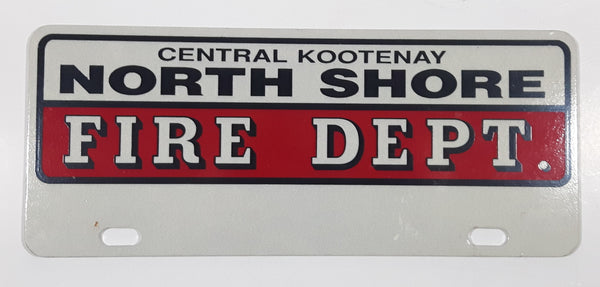 CENTRAL KOOTENAY
NORTH SHORE
FIRE DEPT.